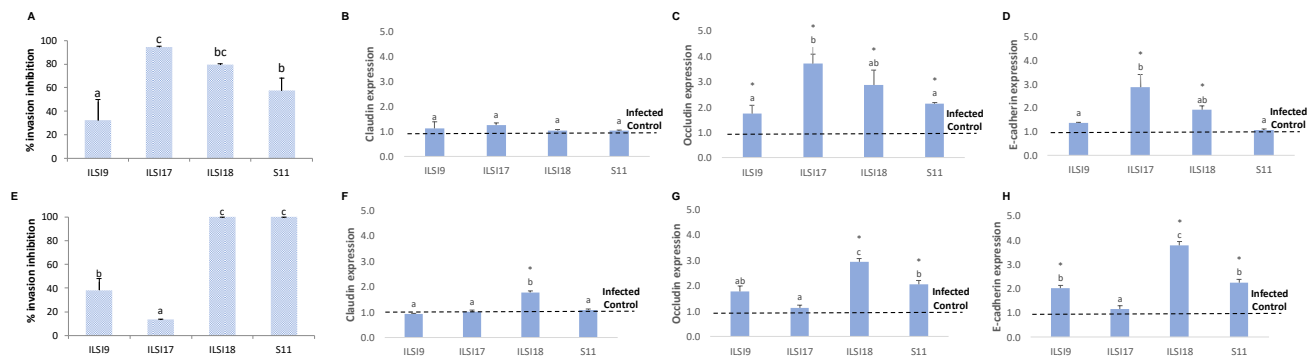 A
% invasion inhibition
100
80
60
40
20
0
a
c
bc
b
ILSI9
ILSI17
ILSI18
S11
B
Claudin expression
5.0
4.0
3.0
2.0
1.0
0.0
a
a
a
a
Infected
Control
ILSI9
ILSI17
ILSI18
S11
C
Occludin expression
5.0
4.0
3.0
2.0
1.0
0.0
*
a
*
b
*
ab
*
a
Infected
Control
ILSI9
ILSI17
ILSI18
S11
D
E-cadherin expression
5.0
4.0
3.0
2.0
1.0
0.0
a
*
b
*
ab
a
Infected
Control
ILSI9
ILSI17
ILSI18
S11
E
% invasion inhibition
100
80
60
40
20
0
b
a
c
c
ILSI9
ILSI17
ILSI18
S11
F
Claudin expression
5.0
4.0
3.0
2.0
1.0
0.0
a
a
*
b
a
Infected
Control
ILSI9
ILSI17
ILSI18
S11
G
Occludin expression
5.0
4.0
3.0
2.0
1.0
0.0
ab
a
*
c
*
b
Infected
Control
ILSI9
ILSI17
ILSI18
S11
H
E-cadherin expression
5.0
4.0
3.0
2.0
1.0
0.0
*
b
a
*
c
*
b
Infected
Control
ILSI9
ILSI17
ILSI18
S11